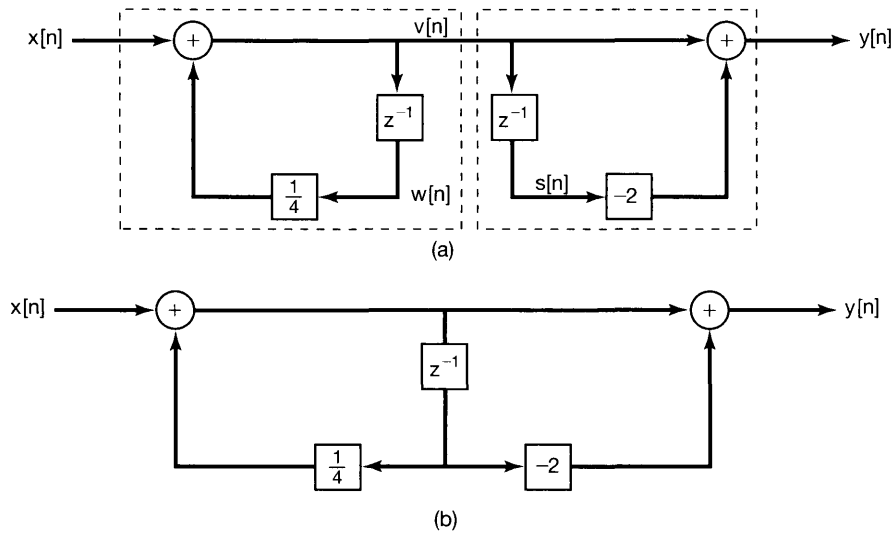 x[n] + v[n] + y[n]
z⁻¹ z⁻¹
1/4 w[n] s[n] −2
(a)
x[n] + + y[n]
z⁻¹
1/4 −2
(b)